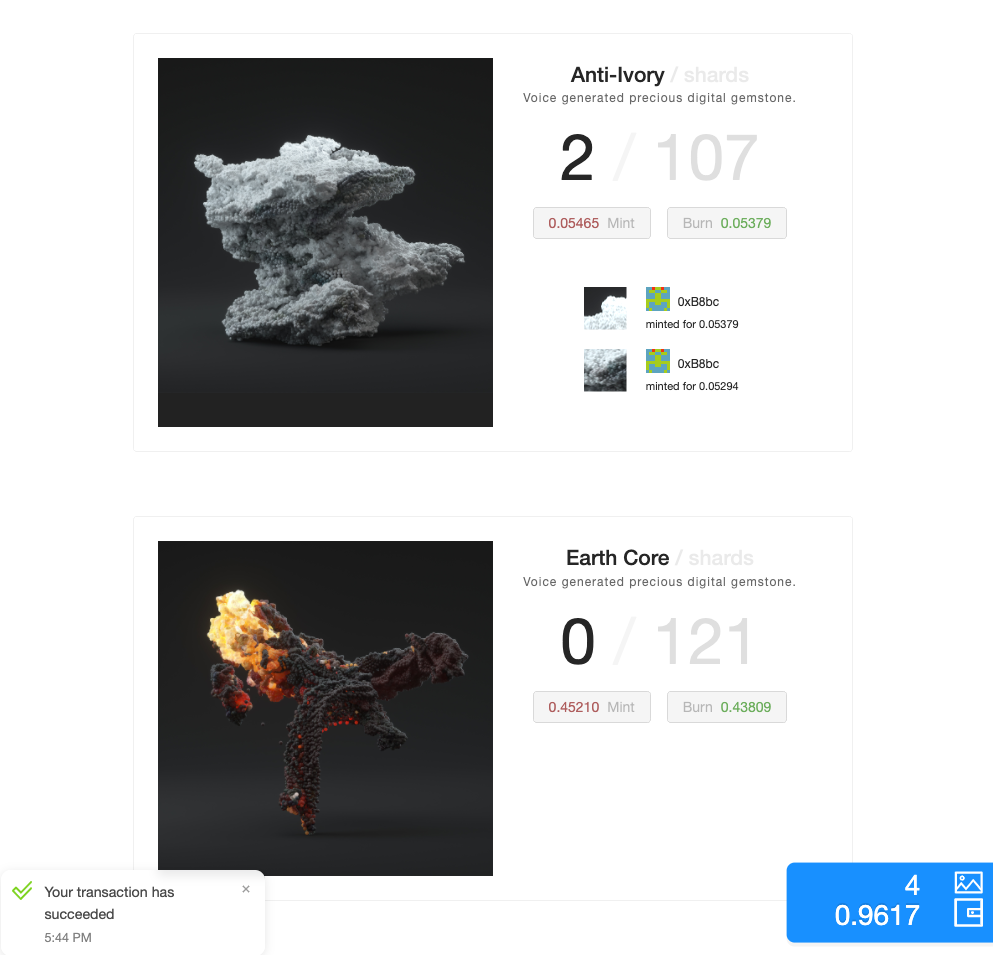 Anti-Ivory / shards
Voice generated precious digital gemstone.
2 / 107
0.05465 Mint
Burn 0.05379
0xB8bc
minted for 0.05379
0xB8bc
minted for 0.05294
Earth Core / shards
Voice generated precious digital gemstone.
0 / 121
0.45210 Mint
Burn 0.43809
Your transaction has
succeeded
5:44 PM
4
0.9617